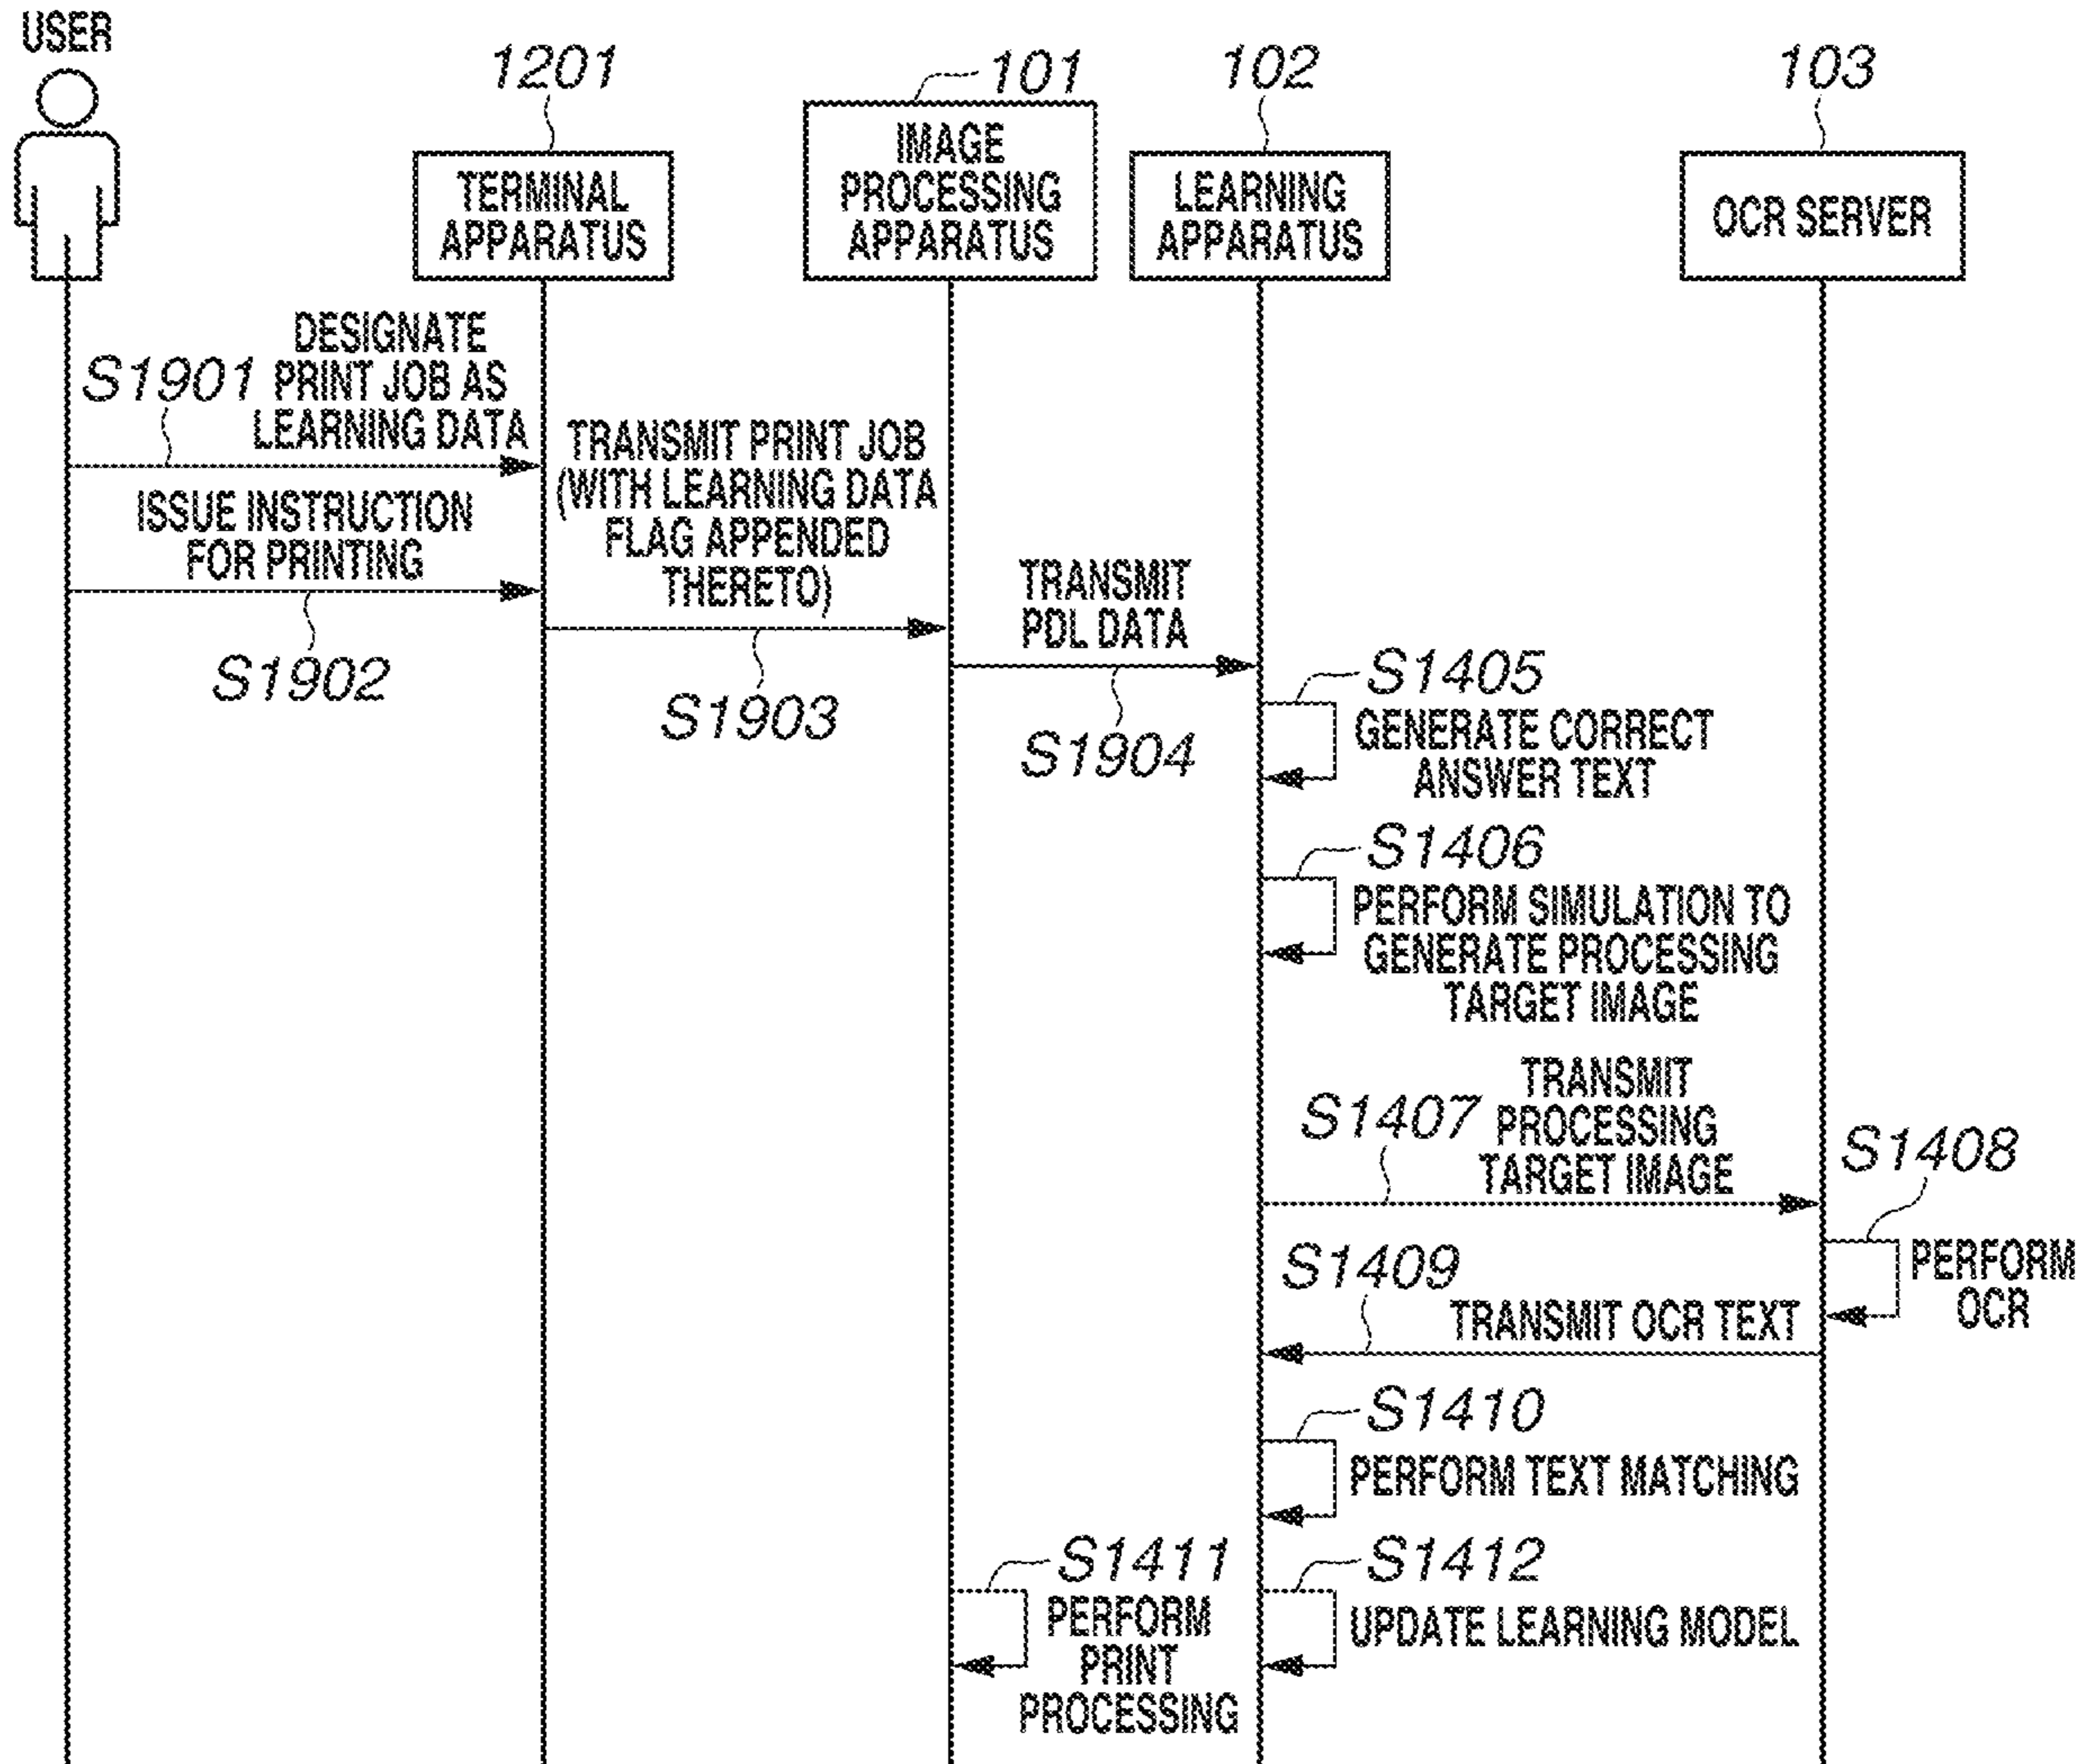 USER
1201
101
102
103
TERMINAL
APPARATUS
IMAGE
PROCESSING
APPARATUS
LEARNING
APPARATUS
OCR SERVER
S1901
DESIGNATE
PRINT JOB AS
LEARNING DATA
ISSUE INSTRUCTION
FOR PRINTING
S1902
TRANSMIT PRINT JOB
(WITH LEARNING DATA
FLAG APPENDED
THERETO)
S1903
TRANSMIT
PDL DATA
S1904
S1405
GENERATE CORRECT
ANSWER TEXT
S1406
PERFORM SIMULATION TO
GENERATE PROCESSING
TARGET IMAGE
S1407
TRANSMIT
PROCESSING
TARGET IMAGE
S1408
PERFORM
OCR
S1409
TRANSMIT OCR TEXT
S1410
PERFORM TEXT MATCHING
S1411
PERFORM
PRINT
PROCESSING
S1412
UPDATE LEARNING MODEL